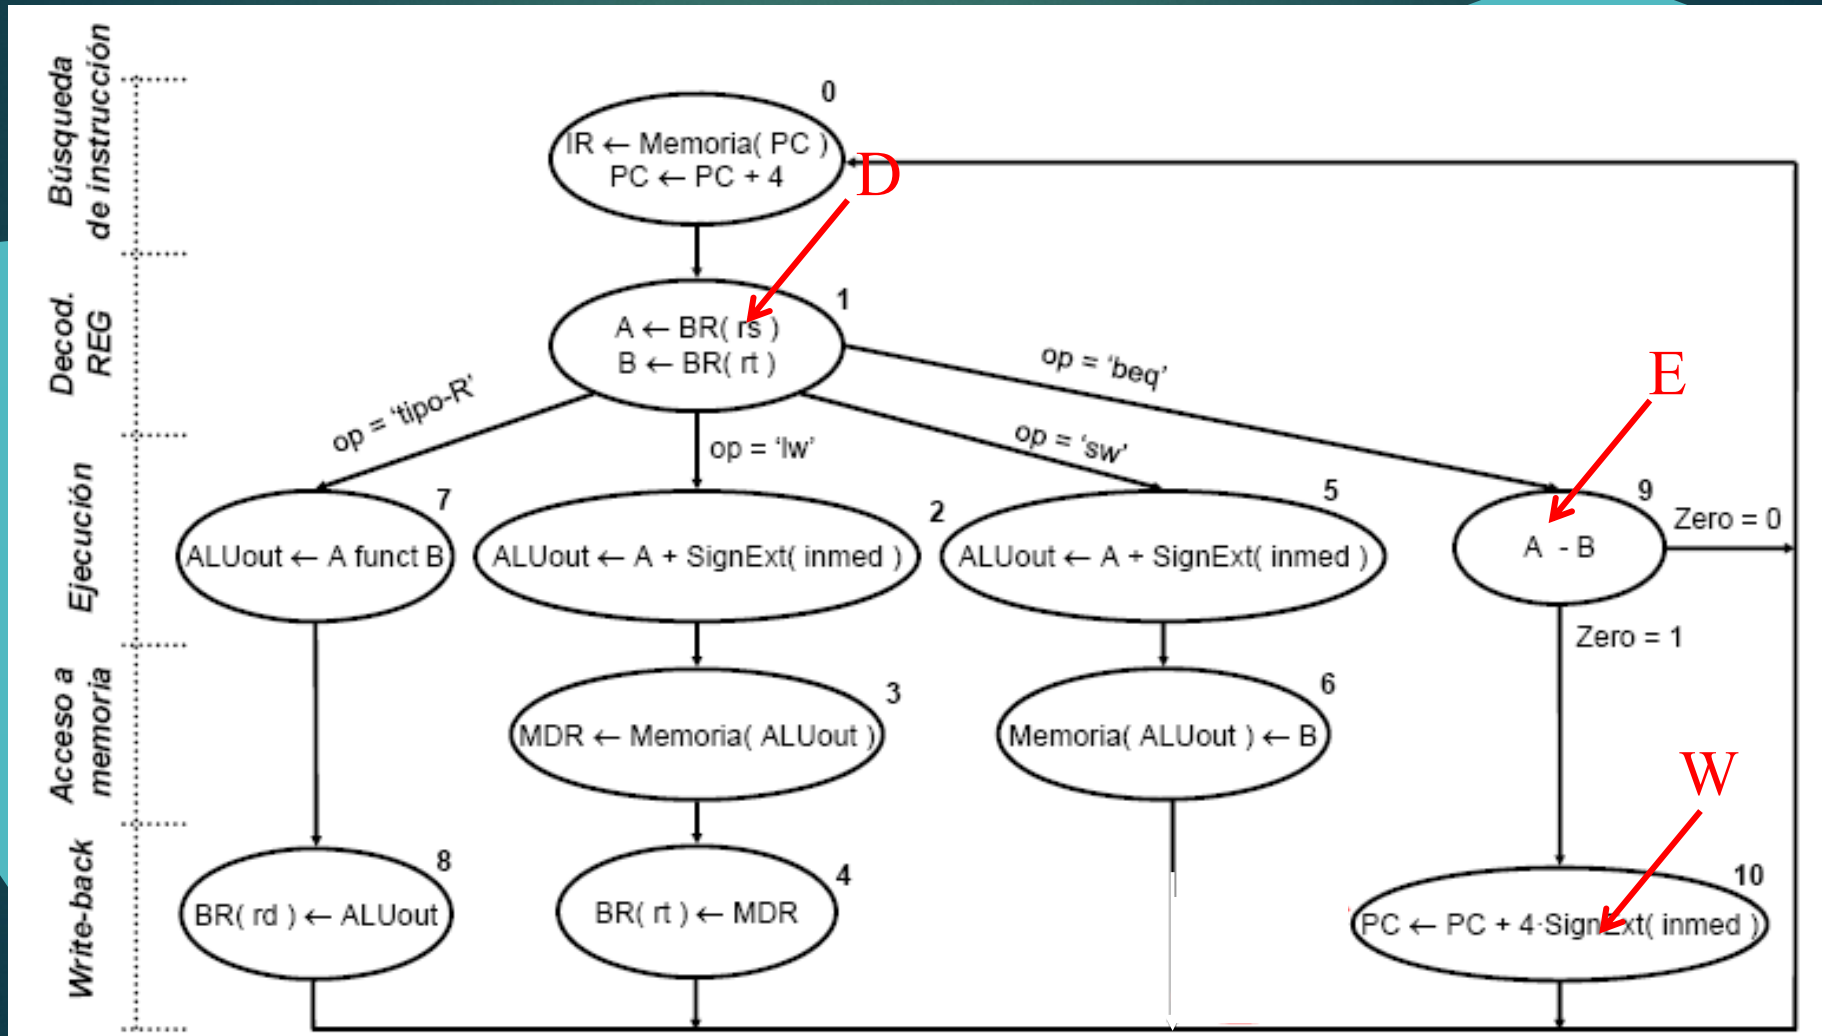 Búsqueda
de instrucción
0
IR ← Memoria( PC )
PC ← PC + 4
D
Decod.
REG
1
A ← BR( rs )
B ← BR( rt )
op = 'tipo-R'
op = 'lw'
op = 'sw'
op = 'beq'
E
Ejecución
7
ALUout ← A funct B
2
ALUout ← A + SignExt( inmed )
5
ALUout ← A + SignExt( inmed )
9
A - B
Zero = 0
Zero = 1
Acceso a
memoria
3
MDR ← Memoria( ALUout )
6
Memoria( ALUout ) ← B
W
Write-back
8
BR( rd ) ← ALUout
4
BR( rt ) ← MDR
10
PC ← PC + 4·SignExt( inmed )